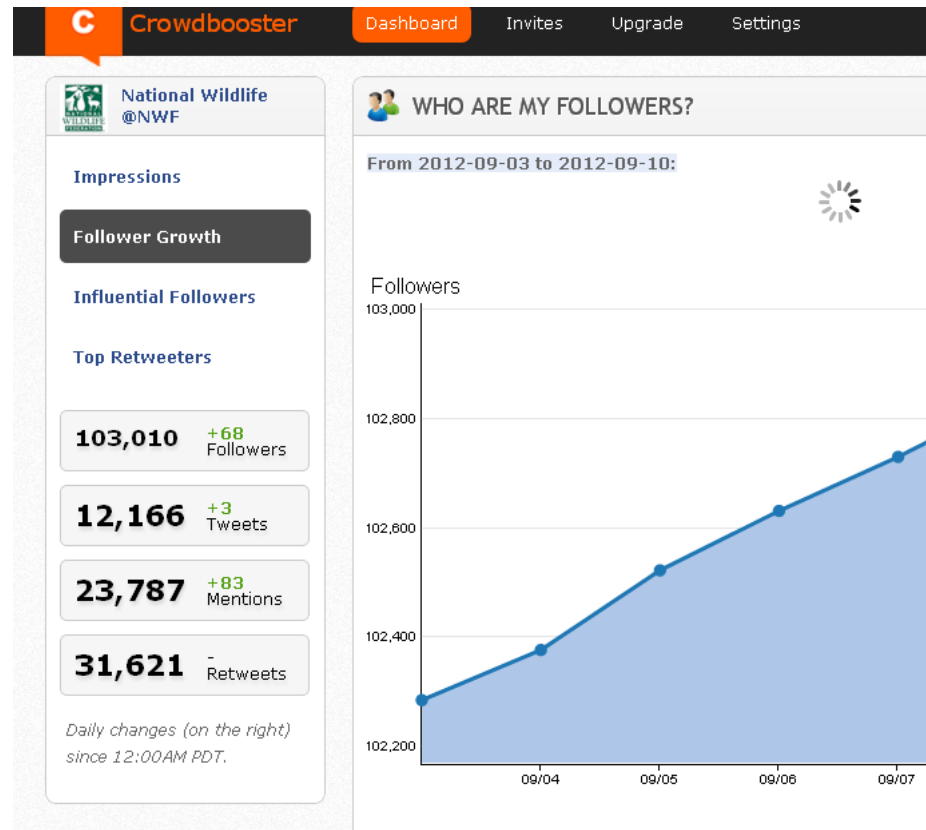 C Crowdbooster
Dashboard Invites Upgrade Settings
National Wildlife
@NWF
Impressions
Follower Growth
Influential Followers
Top Retweeters
103,010 +68 Followers
12,166 +3 Tweets
23,787 +83 Mentions
31,621 - Retweets
Daily changes (on the right)
since 12:00AM PDT.
WHO ARE MY FOLLOWERS?
From 2012-09-03 to 2012-09-10:
Followers
103,000
102,800
102,600
102,400
102,200
09/04 09/05 09/06 09/07